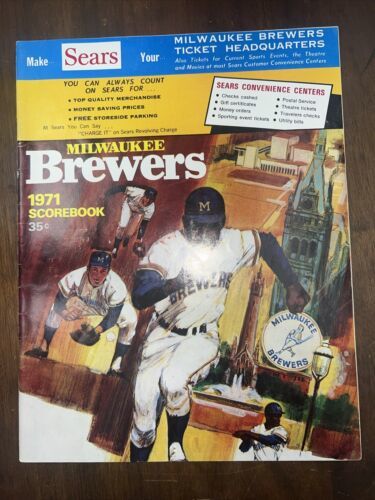 Make
Sears
Your
MILWAUKEE BREWERS
TICKET HEADQUARTERS
Also Tickets for Current Sports Events, the Theatre
and Movies at most Sears Customer Convenience Centers
YOU CAN ALWAYS COUNT
ON SEARS FOR
• TOP QUALITY MERCHANDISE
• MONEY SAVING PRICES
• FREE STORESIDE PARKING
At Sears You Can Say ...
"CHARGE IT" on Sears Revolving Charge
SEARS CONVENIENCE CENTERS
• Checks cashed
• Gift certificates
• Money orders
• Sporting event tickets
• Postal Service
• Theatre tickets
• Travelers checks
• Utility bills
MILWAUKEE
Brewers
1971
SCOREBOOK
35¢
M
BREWERS
MILWAUKEE
BREWERS